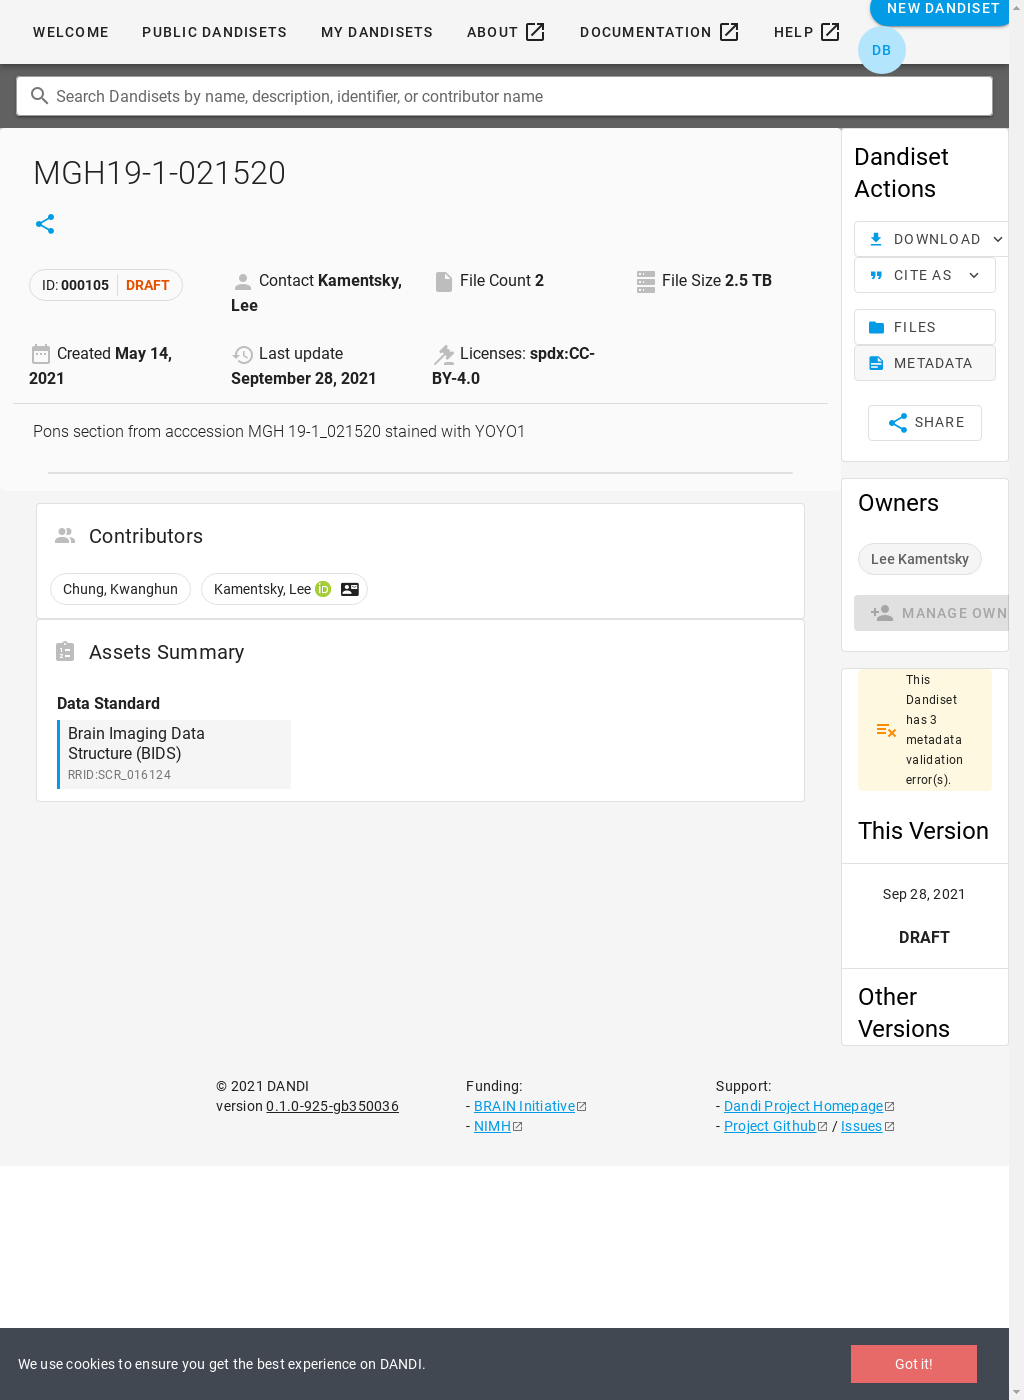 WELCOME
PUBLIC DANDISETS
MY DANDISETS
ABOUT
DOCUMENTATION
HELP
NEW DANDISET
DB
Search Dandisets by name, description, identifier, or contributor name
MGH19-1-021520
ID: 000105 DRAFT
Contact Kamentsky,
Lee
File Count 2
File Size 2.5 TB
Created May 14,
2021
Last update
September 28, 2021
Licenses: spdx:CC-
BY-4.0
Pons section from acccession MGH 19-1_021520 stained with YOYO1
Contributors
Chung, Kwanghun
Kamentsky, Lee iD
Assets Summary
Data Standard
Brain Imaging Data
Structure (BIDS)
RRID:SCR_016124
Dandiset
Actions
DOWNLOAD
CITE AS
FILES
METADATA
SHARE
Owners
Lee Kamentsky
MANAGE OWN
This
Dandiset
has 3
metadata
validation
error(s).
This Version
Sep 28, 2021
DRAFT
Other
Versions
© 2021 DANDI
version 0.1.0-925-gb350036
Funding:
- BRAIN Initiative
- NIMH
Support:
- Dandi Project Homepage
- Project Github / Issues
We use cookies to ensure you get the best experience on DANDI.
Got it!